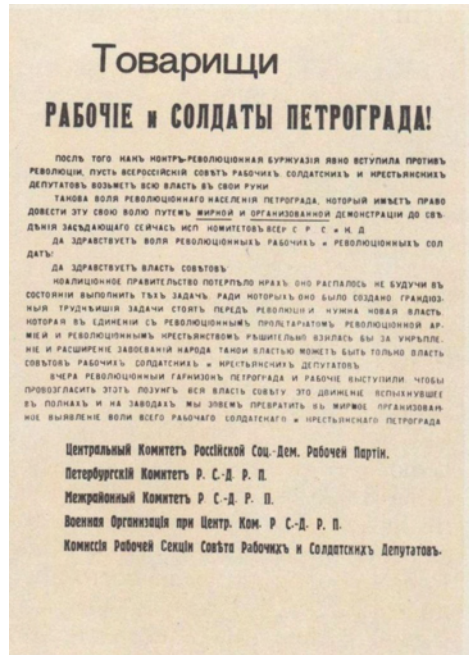 Товарищи
РАБОЧІЕ и СОЛДАТЫ ПЕТРОГРАДА!
ПОСЛѢ ТОГО КАКЪ КОНТРЪ-РЕВОЛЮЦІОННАЯ БУРЖУАЗІЯ ЯВНО ВСТУПИЛА ПРОТИВЪ
РЕВОЛЮЦІИ, ПУСТЬ ВСЕРОССІЙСКІЙ СОВѢТЪ РАБОЧИХЪ СОЛДАТСКИХЪ И КРЕСТЬЯНСКИХЪ
ДЕПУТАТОВЪ ВОЗЬМЕТЪ ВСЮ ВЛАСТЬ ВЪ СВОИ РУКИ
ТАКОВА ВОЛЯ РЕВОЛЮЦІОННАГО НАСЕЛЕНІЯ ПЕТРОГРАДА, КОТОРЫЙ ИМѢЕТЪ ПРАВО
ДОВЕСТИ ЭТУ СВОЮ ВОЛЮ ПУТЕМЪ МИРНОЙ И ОРГАНИЗОВАННОЙ ДЕМОНСТРАЦІИ ДО СВѢ-
ДѢНІЯ ЗАСѢДАЮЩАГО СЕЙЧАСЪ ИСП КОМИТЕТОВЪ ВСЕР С Р. С и К. Д
ДА ЗДРАВСТВУЕТЪ ВОЛЯ РЕВОЛЮЦІОННЫХЪ РАБОЧИХЪ и РЕВОЛЮЦІОННЫХЪ СОЛ
ДАТЪ!
ДА ЗДРАВСТВУЕТЪ ВЛАСТЬ СОВѢТОВЪ
КОАЛИЦІОННОЕ ПРАВИТЕЛЬСТВО ПОТЕРПѢЛО КРАХЪ: ОНО РАСПАЛОСЬ НЕ БУДУЧИ ВЪ
СОСТОЯНІИ ВЫПОЛНИТЬ ТѢХЪ ЗАДАЧЪ, РАДИ КОТОРЫХЪ ОНО БЫЛО СОЗДАНО ГРАНДІОЗ-
НЫЯ ТРУДНѢЙШІЯ ЗАДАЧИ СТОЯТЪ ПЕРЕДЪ РЕВОЛЮЦІЕЙ НУЖНА НОВАЯ ВЛАСТЬ,
КОТОРАЯ ВЪ ЕДИНЕНІИ СЪ РЕВОЛЮЦІОННЫМЪ ПРОЛЕТАРІАТОМЪ РЕВОЛЮЦІОННОЙ АР-
МІЕЙ И РЕВОЛЮЦІОННЫМЪ КРЕСТЬЯНСТВОМЪ РѢШИТЕЛЬНО ВЗЯЛАСЬ БЫ ЗА УКРѢПЛЕ-
НІЕ И РАСШИРЕНІЕ ЗАВОЕВАНІЙ НАРОДА ТАКОЙ ВЛАСТЬЮ МОЖЕТЪ БЫТЬ ТОЛЬКО ВЛАСТЬ
СОВѢТОВЪ РАБОЧИХЪ СОЛДАТСКИХЪ и КРЕСТЬЯНСКИХЪ ДЕПУТАТОВЪ
ВЧЕРА РЕВОЛЮЦІОННЫЙ ГАРНИЗОНЪ ПЕТРОГРАДА И РАБОЧІЕ ВЫСТУПИЛИ, ЧТОБЫ
ПРОВОЗГЛАСИТЬ ЭТОТЪ ЛОЗУНГЪ ВСЯ ВЛАСТЬ СОВѢТУ ЭТО ДВИЖЕНІЕ ВСПЫХНУВШЕЕ
ВЪ ПОЛКАХЪ И НА ЗАВОДАХЪ МЫ ЗОВЕМЪ ПРЕВРАТИТЬ ВЪ МИРНОЕ ОРГАНИЗОВАН-
НОЕ ВЫЯВЛЕНІЕ ВОЛИ ВСЕГО РАБОЧАГО СОЛДАТСКАГО и КРЕСТЬЯНСКАГО ПЕТРОГРАДА
Центральный Комитетъ Россійской Соц.-Дем. Рабочей Партіи.
Петербургскій Комитетъ Р. С.-Д. Р. П.
Межрайонный Комитетъ Р С.-Д. Р. П.
Военная Организація при Центр. Ком. Р С.-Д. Р. П.
Комиссія Рабочей Секціи Совѣта Рабочихъ и Солдатскихъ Депутатовъ.